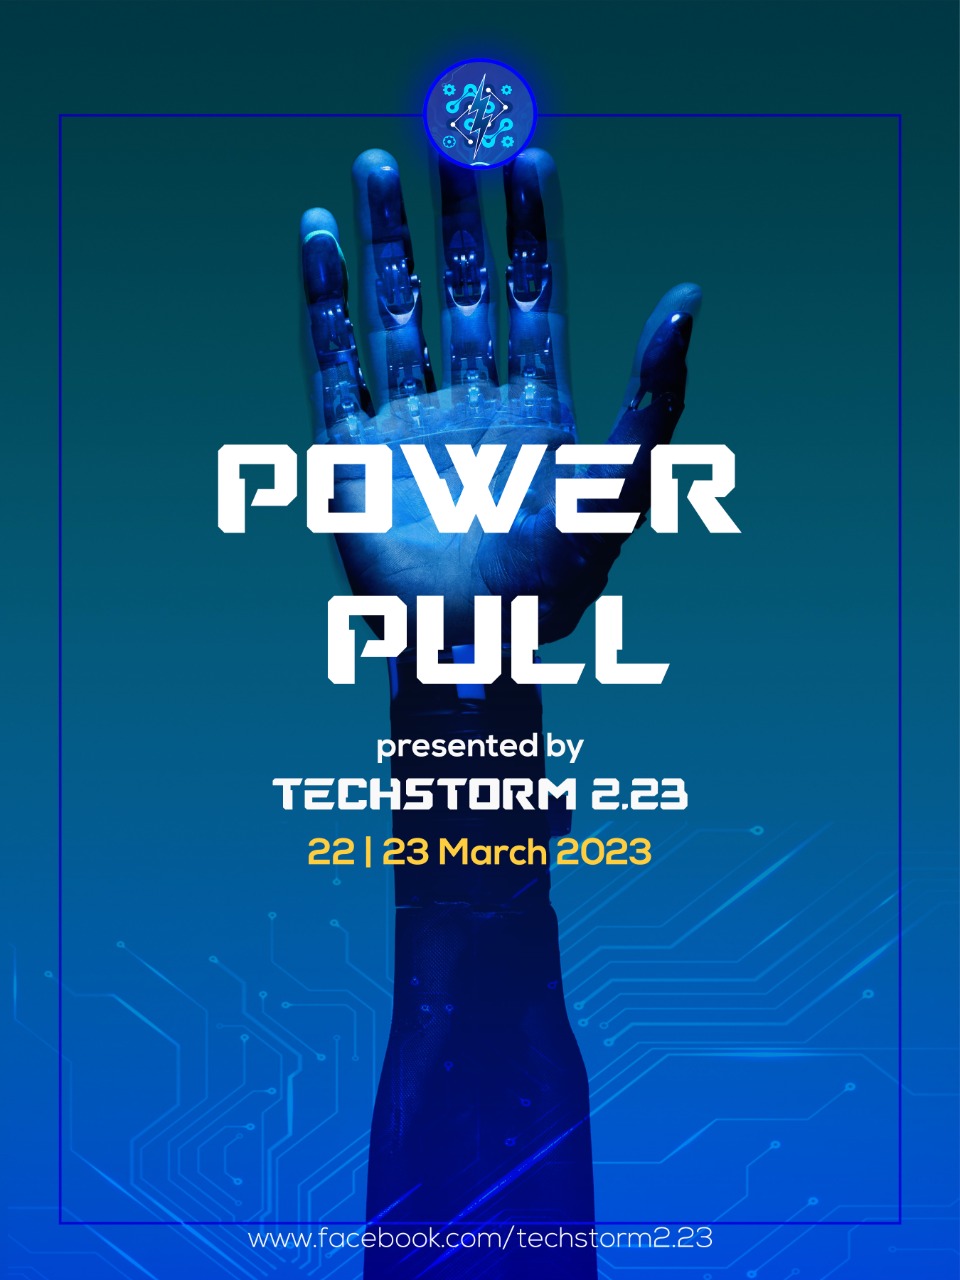 POWER
PULL
presented by
TECHSTORM 2.23
22 | 23 March 2023
www.facebook.com/techstorm2.23